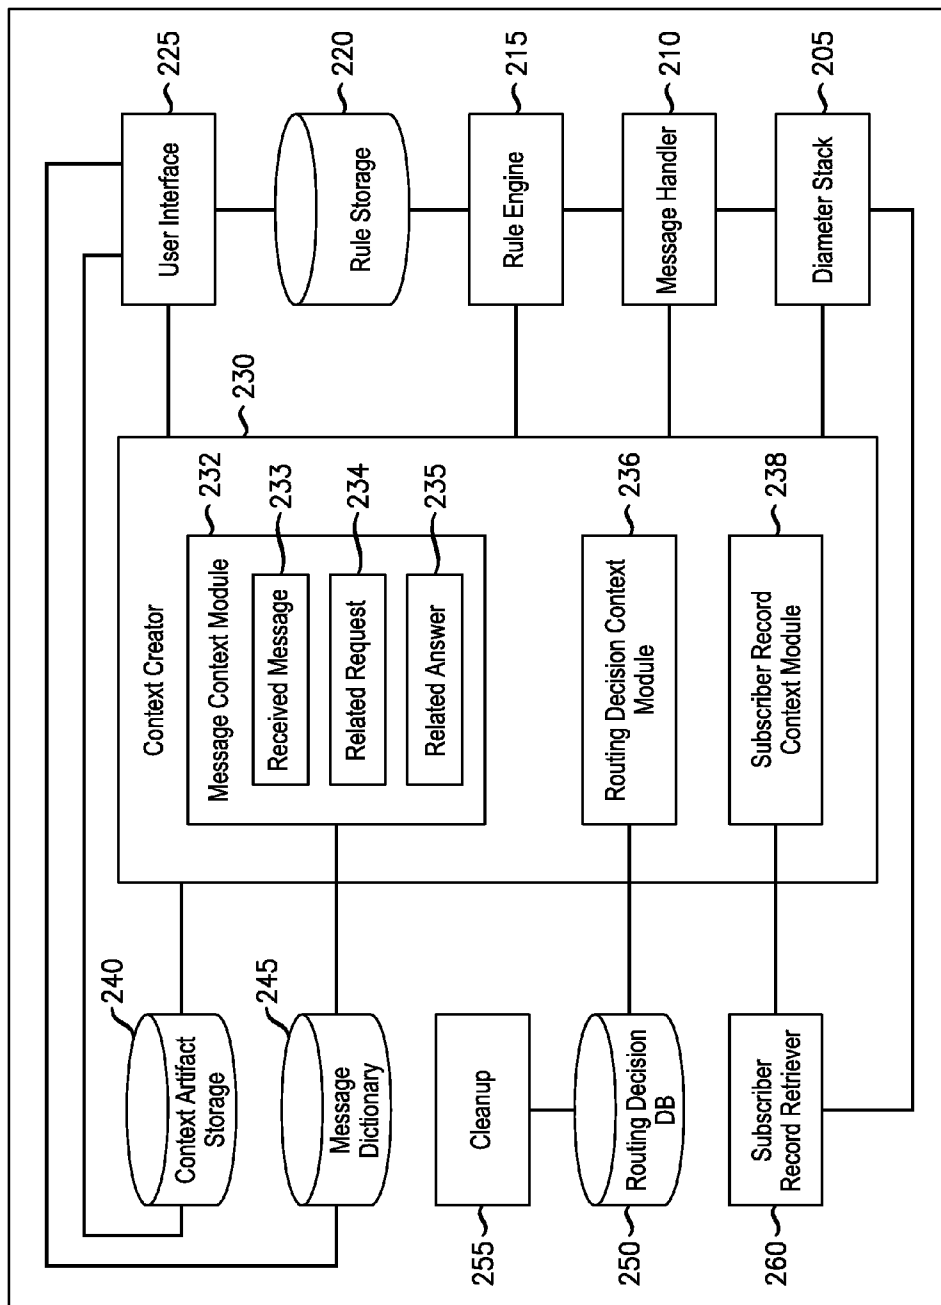 240
Context Artifact
Storage
245
Message
Dictionary
Cleanup
255
Routing Decision
DB
250
Subscriber
Record Retriever
260
Context Creator
230
Message Context Module
232
Received Message
233
Related Request
234
Related Answer
235
Routing Decision Context
Module
236
Subscriber Record
Context Module
238
User Interface
225
Rule Storage
220
Rule Engine
215
Message Handler
210
Diameter Stack
205